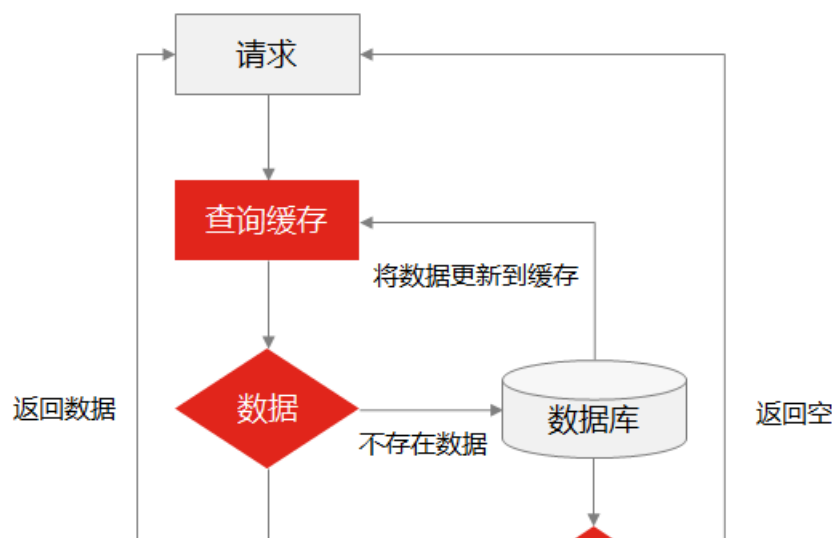 请求
查询缓存
将数据更新到缓存
返回数据
数据
不存在数据
数据库
返回空